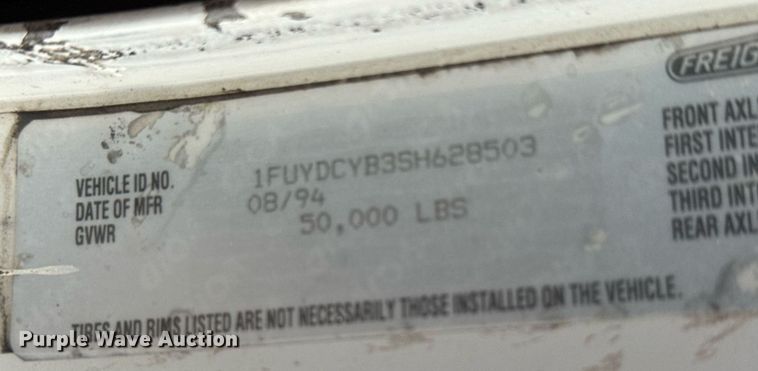 FREIG
VEHICLE ID NO. 1FUYDCYB3SH628503
DATE OF MFR 08/94
GVWR 50,000 LBS
FRONT AXL
FIRST INTE
SECOND IN
THIRD INT
REAR AXL
TIRES AND RIMS LISTED ARE NOT NECESSARILY THOSE INSTALLED ON THE VEHICLE.
Purple Wave Auction